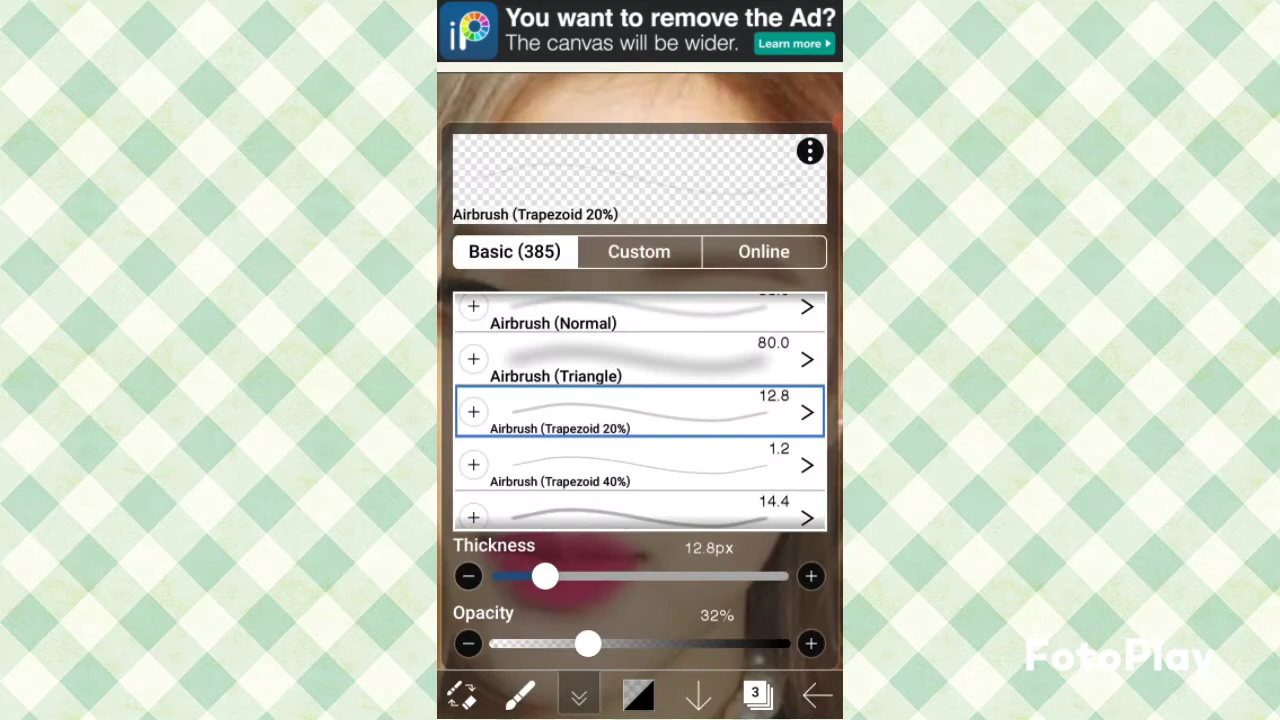 iP
You want to remove the Ad?
The canvas will be wider.
Learn more
Airbrush (Trapezoid 20%)
Basic (385)
Custom
Online
Airbrush (Normal)
80.0
Airbrush (Triangle)
12.8
Airbrush (Trapezoid 20%)
1.2
Airbrush (Trapezoid 40%)
14.4
Thickness
12.8px
Opacity
32%
3
FotoPlay